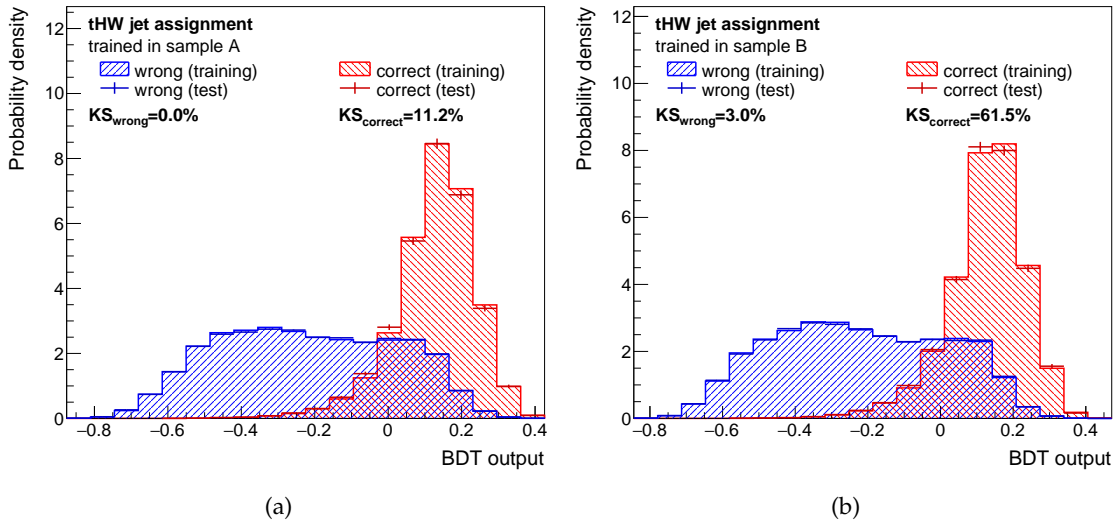 Probability density
12
10
8
6
4
2
0
tHW jet assignment
trained in sample A
wrong (training)
correct (training)
wrong (test)
correct (test)
KSwrong=0.0%
KScorrect=11.2%
−0.8 −0.6 −0.4 −0.2 0 0.2 0.4
BDT output
(a)
Probability density
12
10
8
6
4
2
0
tHW jet assignment
trained in sample B
wrong (training)
correct (training)
wrong (test)
correct (test)
KSwrong=3.0%
KScorrect=61.5%
−0.8 −0.6 −0.4 −0.2 0 0.2 0.4
BDT output
(b)